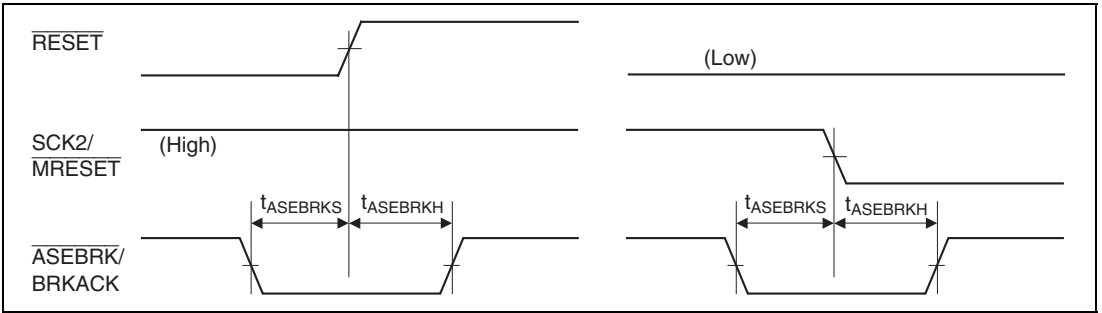 RESET
(Low)
SCK2/
MRESET
(High)
tASEBRKS
tASEBRKH
tASEBRKS
tASEBRKH
ASEBRK/
BRKACK